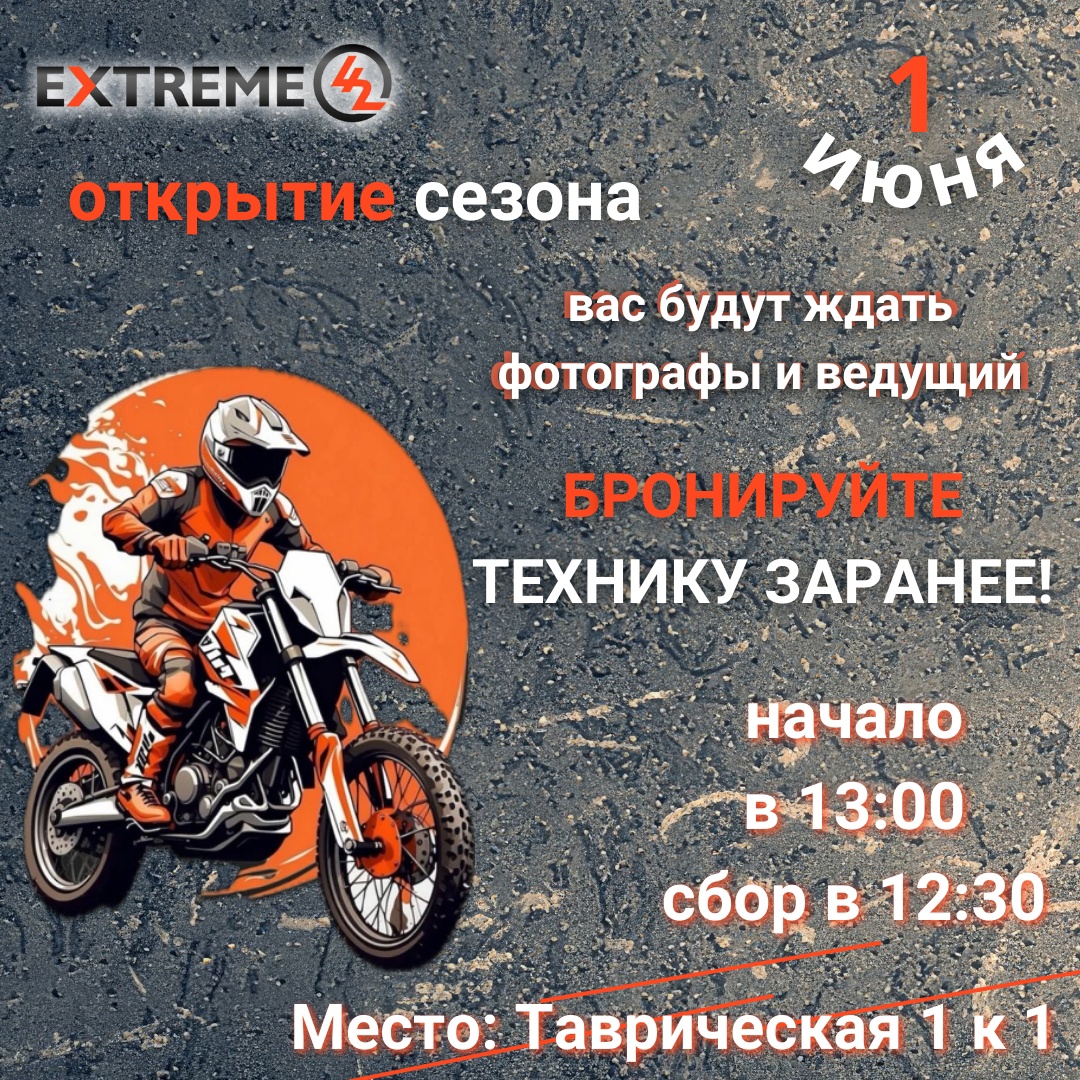 EXTREME 42
1
июня
открытие сезона
вас будут ждать
фотографы и ведущий
БРОНИРУЙТЕ
ТЕХНИКУ ЗАРАНЕЕ!
начало
в 13:00
сбор в 12:30
Место: Таврическая 1 к 1